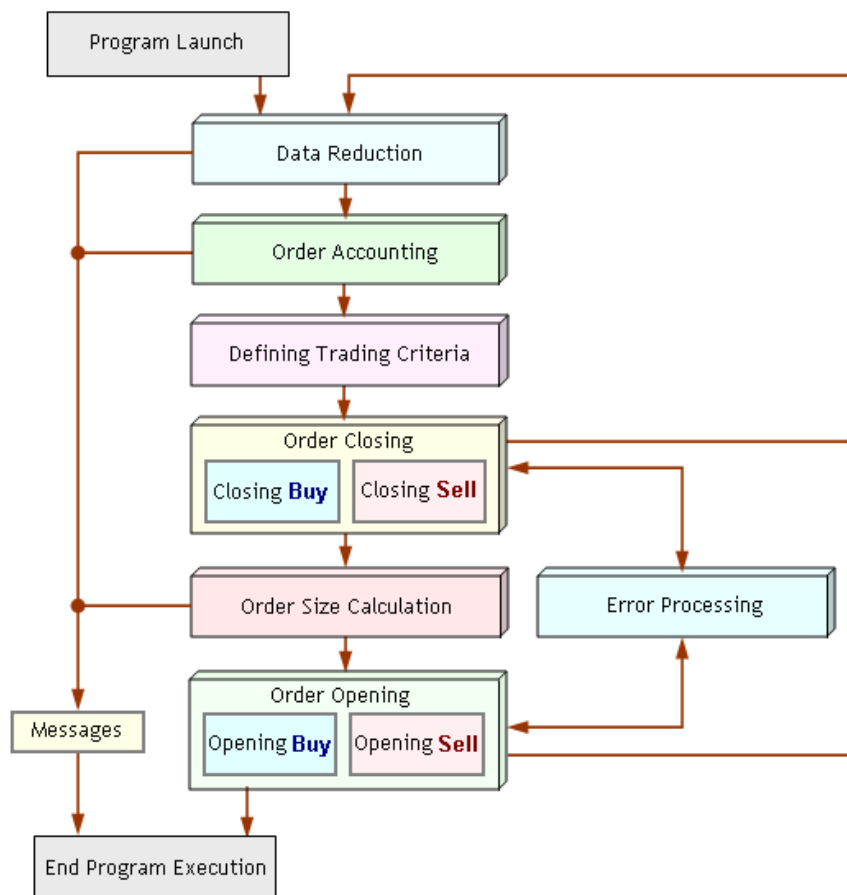 Program Launch
Data Reduction
Order Accounting
Defining Trading Criteria
Order Closing
Closing Buy
Closing Sell
Order Size Calculation
Error Processing
Order Opening
Messages
Opening Buy
Opening Sell
End Program Execution